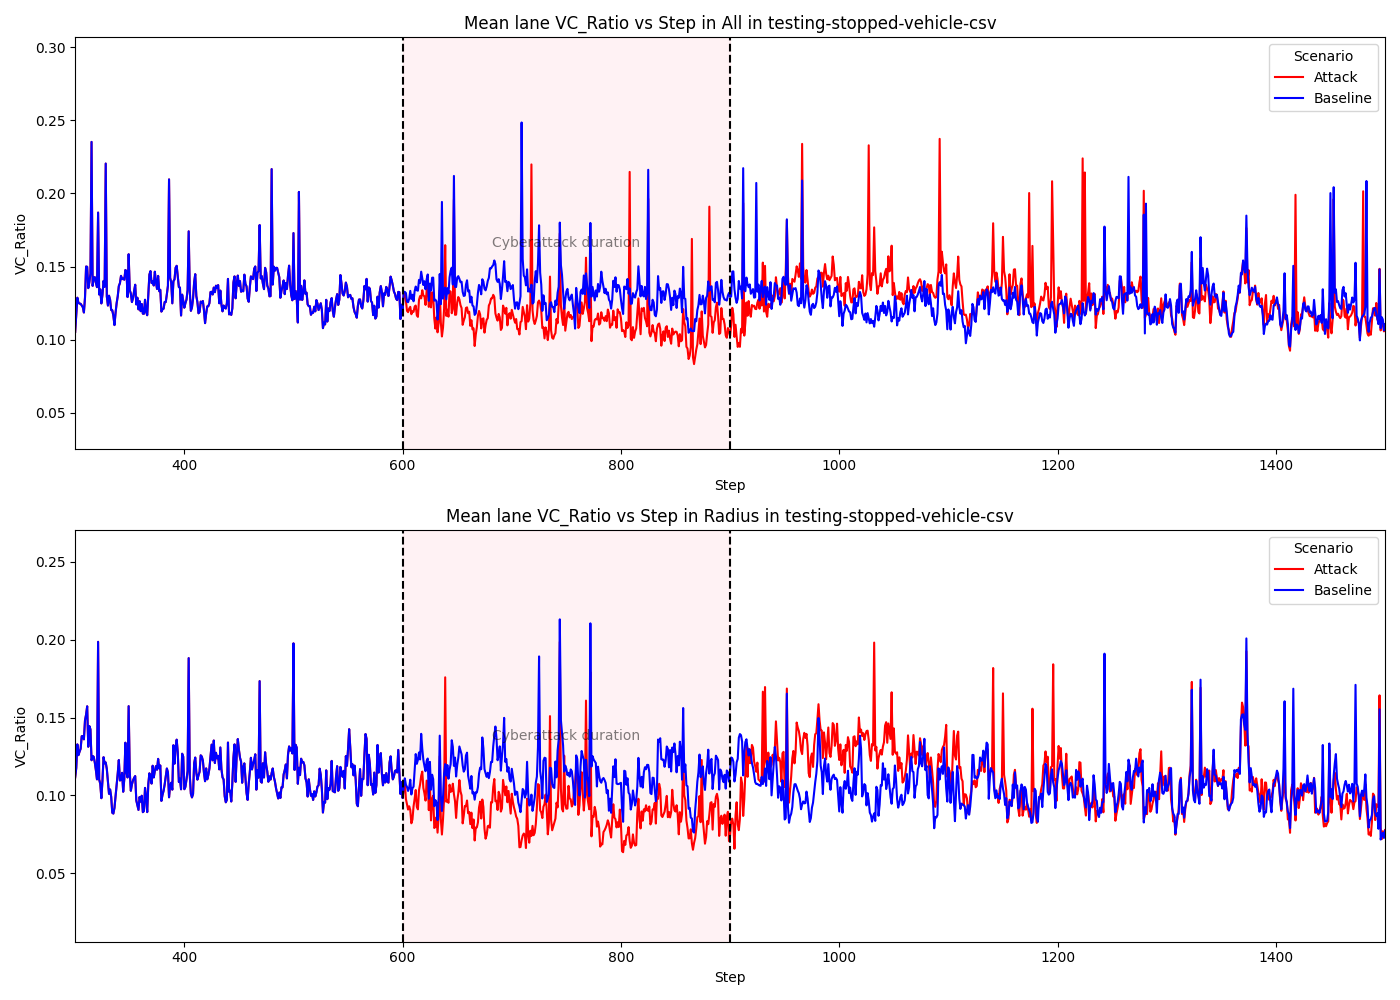 Mean lane VC_Ratio vs Step in All in testing-stopped-vehicle-csv
0.30
0.25
0.20
0.15
0.10
0.05
VC_Ratio
Cyberattack duration
Scenario
Attack
Baseline
400
600
800
1000
1200
1400
Step
Mean lane VC_Ratio vs Step in Radius in testing-stopped-vehicle-csv
0.25
0.20
0.15
0.10
0.05
VC_Ratio
Cyberattack duration
Scenario
Attack
Baseline
400
600
800
1000
1200
1400
Step